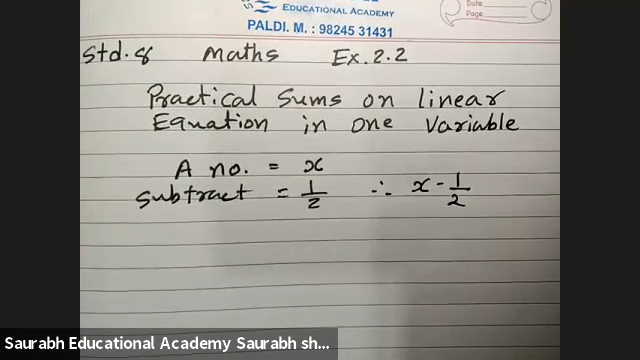 EDUCATIONAL ACADEMY
PALDI. M. : 98245 31431
Date
Page
Std. 8 Maths Ex. 2.2
Practical Sums on linear
Equation in one Variable
A no. = x
subtract = 1/2 ∴ x - 1/2
Saurabh Educational Academy Saurabh sh...